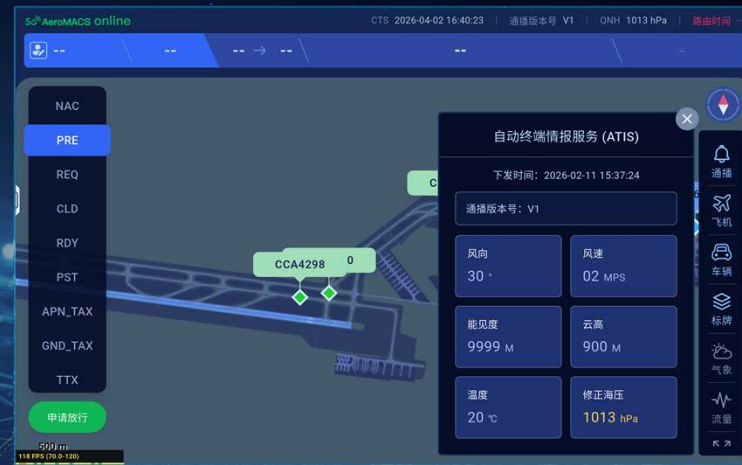 5G AeroMACS online
CTS 2026-04-02 16:40:23 | 通播版本号 V1 | QNH 1013 hPa | 路由时间 --
-- -- -- → -- -- --
NAC
PRE
REQ
CLD
RDY
PST
APN_TAX
GND_TAX
TTX
申请放行
500 m
118 FPS (70.0-120)
CCA4298
0
C
自动终端情报服务 (ATIS)
下发时间：2026-02-11 15:37:24
通播版本号：V1
风向
30 °
风速
02 MPS
能见度
9999 M
云高
900 M
温度
20 ℃
修正海压
1013 hPa
通播
飞机
车辆
标牌
气象
流量